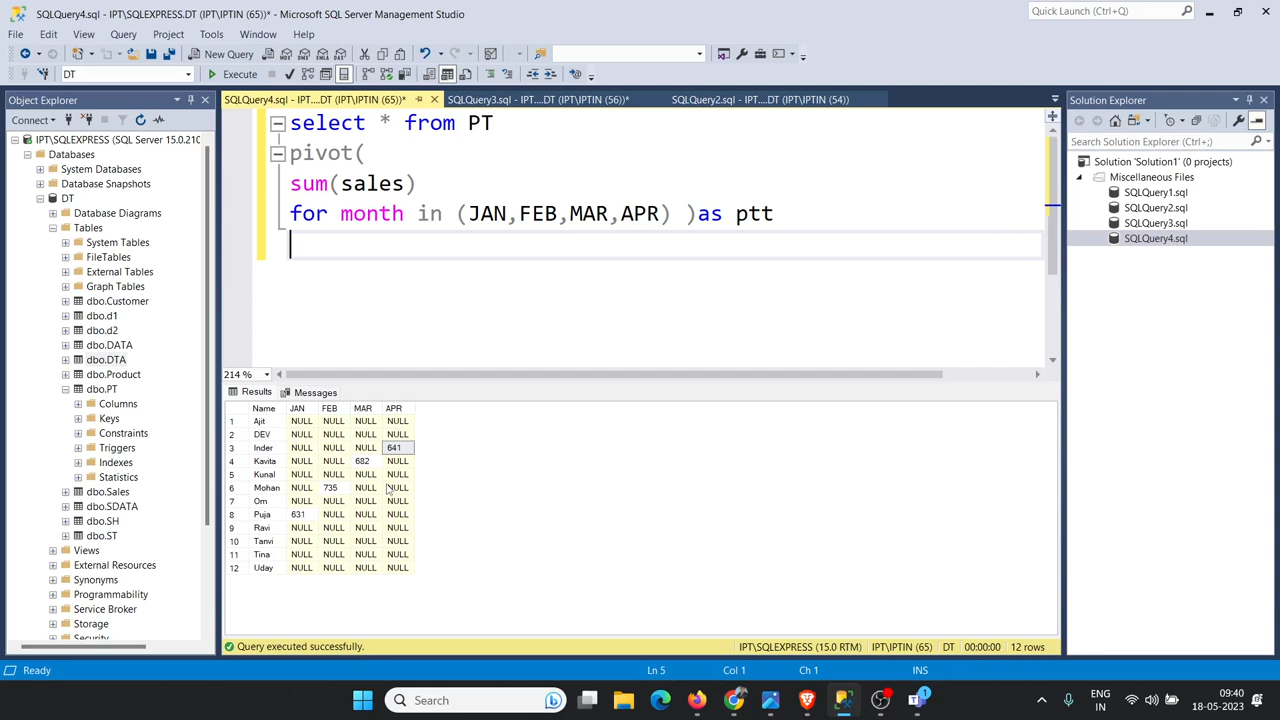 SQLQuery4.sql - IPT\SQLEXPRESS.DT (IPT\IPTIN (65))* - Microsoft SQL Server Management Studio
Quick Launch (Ctrl+Q)
File Edit View Query Project Tools Window Help
New Query
DT Execute
Object Explorer
SQLQuery4.sql - IPT....DT (IPT\IPTIN (65))* SQLQuery3.sql - IPT....DT (IPT\IPTIN (56))* SQLQuery2.sql - IPT....DT (IPT\IPTIN (54))
Solution Explorer
Connect
IPT\SQLEXPRESS (SQL Server 15.0.210
Databases
System Databases
Database Snapshots
DT
Database Diagrams
Tables
System Tables
FileTables
External Tables
Graph Tables
dbo.Customer
dbo.d1
dbo.d2
dbo.DATA
dbo.DTA
dbo.Product
dbo.PT
Columns
Keys
Constraints
Triggers
Indexes
Statistics
dbo.Sales
dbo.SDATA
dbo.SH
dbo.ST
Views
External Resources
Synonyms
Programmability
Service Broker
Storage
Security
select * from PT
pivot(
sum(sales)
for month in (JAN,FEB,MAR,APR) )as ptt
214 %
Results Messages
Name JAN FEB MAR APR
1 Ajit NULL NULL NULL NULL
2 DEV NULL NULL NULL NULL
3 Inder NULL NULL NULL 641
4 Kavita NULL NULL 682 NULL
5 Kunal NULL NULL NULL NULL
6 Mohan NULL 735 NULL NULL
7 Om NULL NULL NULL NULL
8 Puja 631 NULL NULL NULL
9 Ravi NULL NULL NULL NULL
10 Tanvi NULL NULL NULL NULL
11 Tina NULL NULL NULL NULL
12 Uday NULL NULL NULL NULL
Query executed successfully. IPT\SQLEXPRESS (15.0 RTM) IPT\IPTIN (65) DT 00:00:00 12 rows
Search Solution Explorer (Ctrl+;)
Solution 'Solution1' (0 projects)
Miscellaneous Files
SQLQuery1.sql
SQLQuery2.sql
SQLQuery3.sql
SQLQuery4.sql
Ready Ln 5 Col 1 Ch 1 INS
Search
1
ENG
IN
09:40
18-05-2023